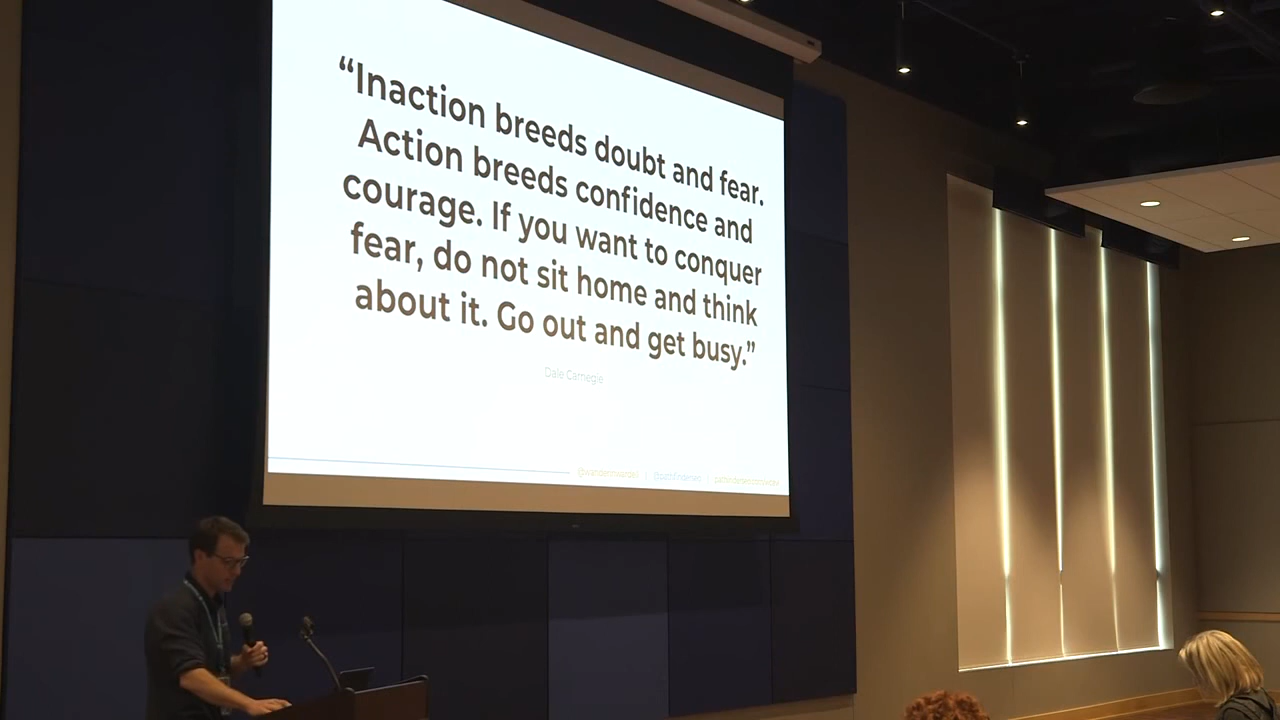 “Inaction breeds doubt and fear.
Action breeds confidence and
courage. If you want to conquer
fear, do not sit home and think
about it. Go out and get busy.”
Dale Carnegie